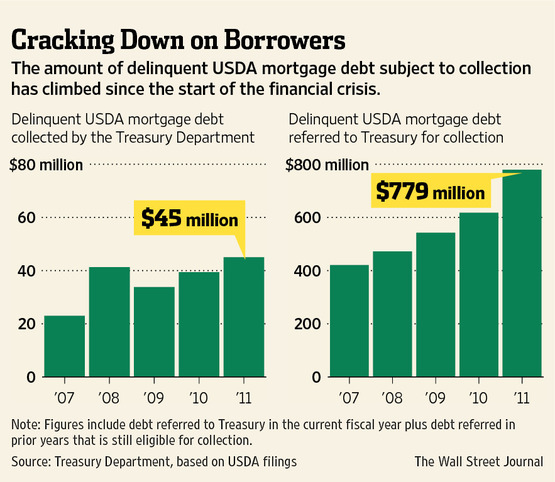 Cracking Down on Borrowers
The amount of delinquent USDA mortgage debt subject to collection
has climbed since the start of the financial crisis.
Delinquent USDA mortgage debt
collected by the Treasury Department
$80 million
60
40
20
0
$45 million
’07 ’08 ’09 ’10 ’11
Delinquent USDA mortgage debt
referred to Treasury for collection
$800 million
600
400
200
0
$779 million
’07 ’08 ’09 ’10 ’11
Note: Figures include debt referred to Treasury in the current fiscal year plus debt referred in
prior years that is still eligible for collection.
Source: Treasury Department, based on USDA filings
The Wall Street Journal